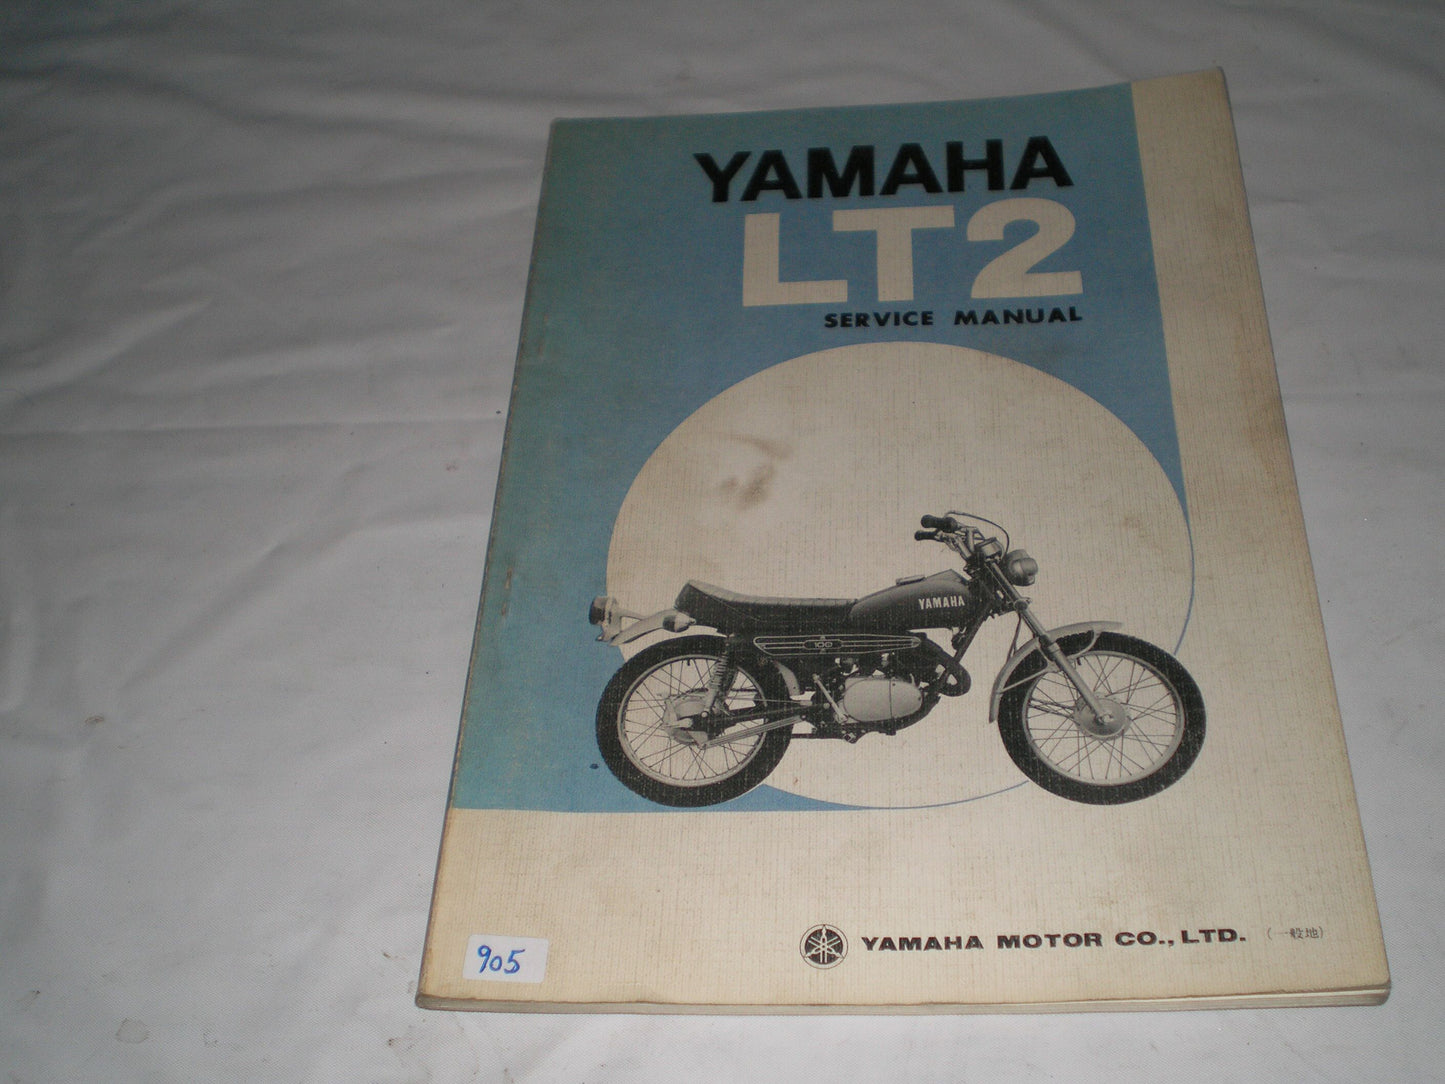 YAMAHA
LT2
SERVICE MANUAL
YAMAHA
100
YAMAHA MOTOR CO., LTD. (一般地)
905